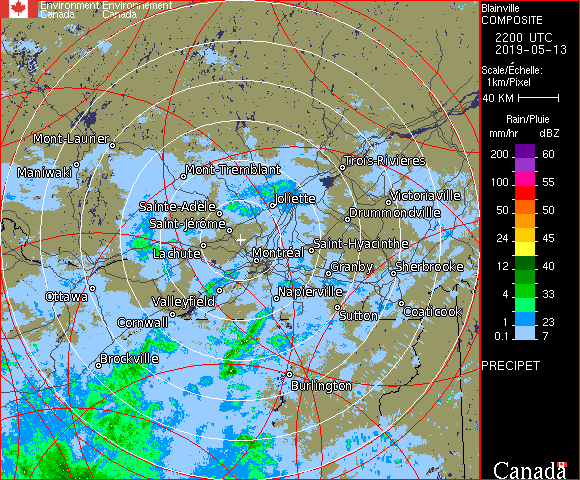 Environment Environnement
Canada Canada
Blainville
COMPOSITE
2200 UTC
2019-05-13
Scale/Échelle:
1km/Pixel
40 KM
Rain/Pluie
mm/hr dBZ
200 60
100 55
50 50
24 45
12 40
8 35
4 33
1 23
0.1 7
PRECIPET
Canada
Mont-Laurier
Maniwaki
Mont-Tremblant
Trois-Rivières
Joliette
Victoriaville
Sainte-Adèle
Drummondville
Saint-Jérôme
Saint-Hyacinthe
Lachute
Montréal
Granby
Sherbrooke
Ottawa
Valleyfield
Napierville
Cornwall
Sutton
Coaticook
Brockville
Burlington